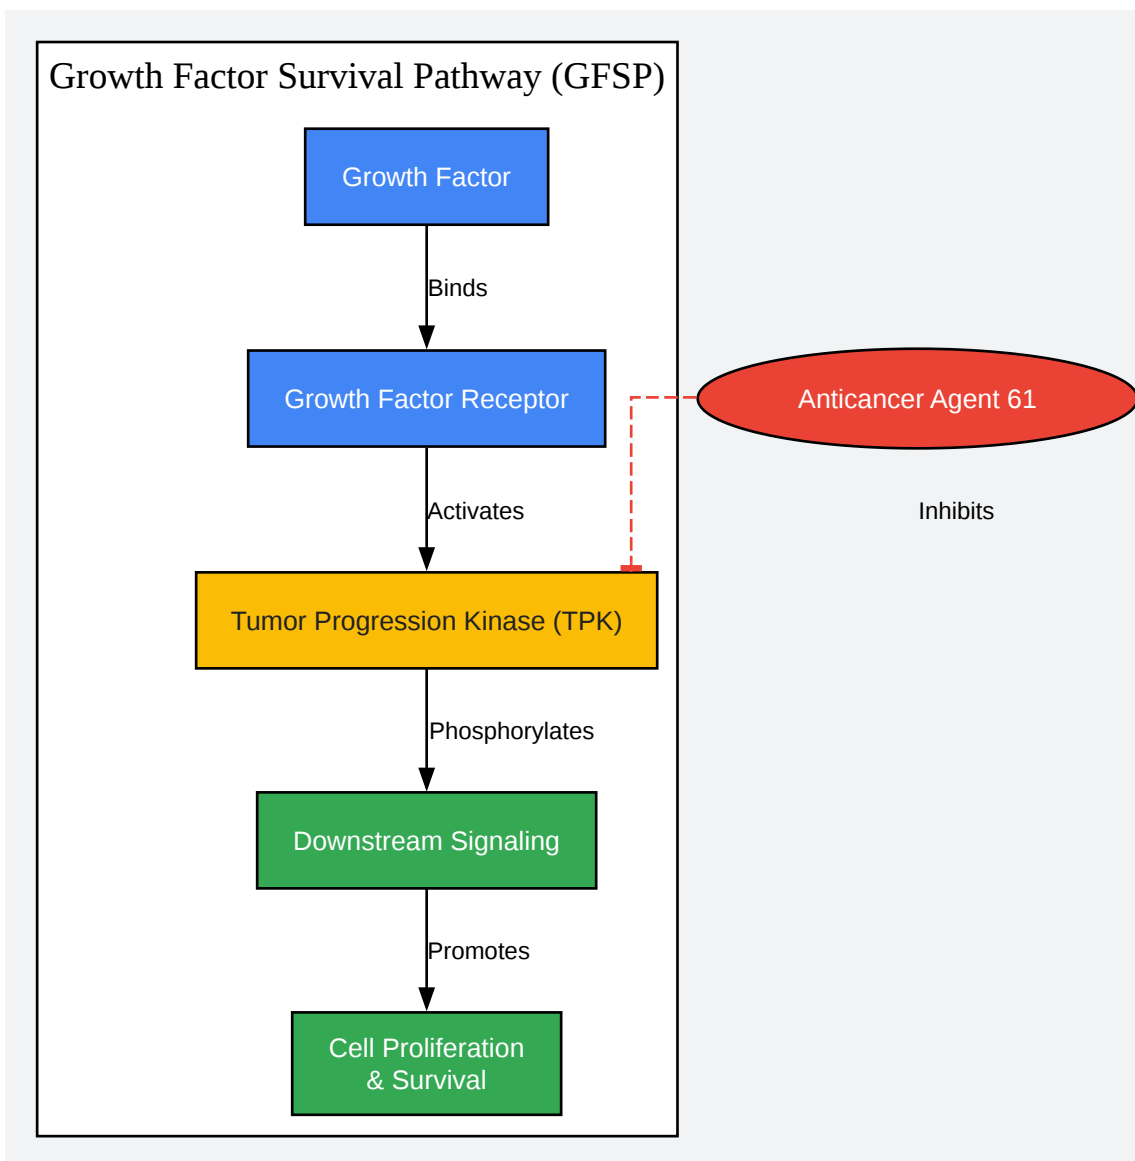 Growth Factor Survival Pathway (GFSP)
Growth Factor
Binds
Growth Factor Receptor
Anticancer Agent 61
Activates
Inhibits
Tumor Progression Kinase (TPK)
Phosphorylates
Downstream Signaling
Promotes
Cell Proliferation
& Survival